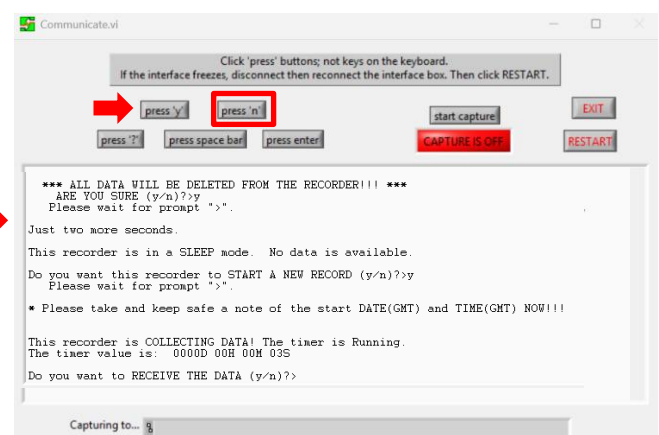 Communicate.vi
Click 'press' buttons; not keys on the keyboard.
If the interface freezes, disconnect then reconnect the interface box. Then click RESTART.
press 'y'
press 'n'
start capture
EXIT
press '?'
press space bar
press enter
CAPTURE IS OFF
RESTART
*** ALL DATA WILL BE DELETED FROM THE RECORDER!!! ***
ARE YOU SURE (y/n)?>y
Please wait for prompt ">".
Just two more seconds.
This recorder is in a SLEEP mode. No data is available.
Do you want this recorder to START A NEW RECORD (y/n)?>y
Please wait for prompt ">".
* Please take and keep safe a note of the start DATE(GMT) and TIME(GMT) NOW!!!
This recorder is COLLECTING DATA! The timer is Running.
The timer value is: 0000D 00H 00M 03S
Do you want to RECEIVE THE DATA (y/n)?>
Capturing to... %